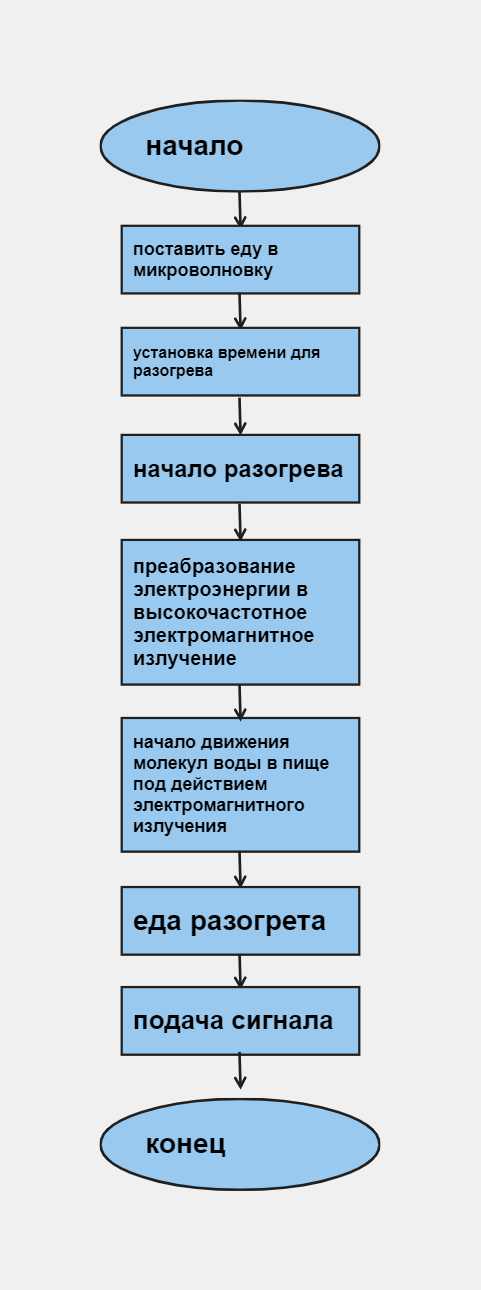 начало
поставить еду в
микроволновку
установка времени для
разогрева
начало разогрева
преабразование
электроэнергии в
высокочастотное
электромагнитное
излучение
начало движения
молекул воды в пище
под действием
электромагнитного
излучения
еда разогрета
подача сигнала
конец